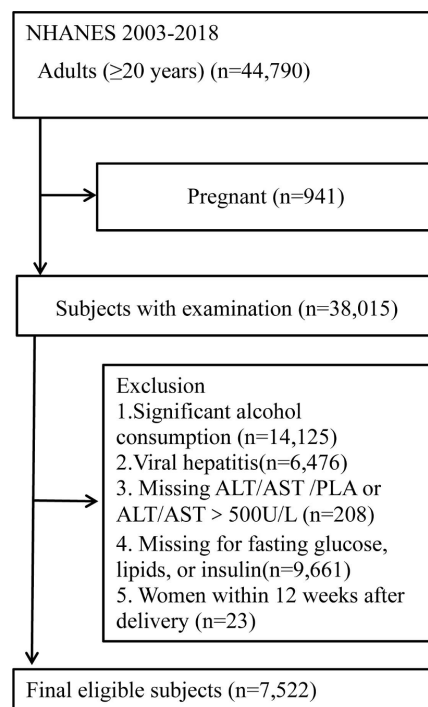 NHANES 2003-2018
Adults (≥20 years) (n=44,790)
Pregnant (n=941)
Subjects with examination (n=38,015)
Exclusion
1.Significant alcohol
consumption (n=14,125)
2.Viral hepatitis(n=6,476)
3. Missing ALT/AST /PLA or
ALT/AST > 500U/L (n=208)
4. Missing for fasting glucose,
lipids, or insulin(n=9,661)
5. Women within 12 weeks after
delivery (n=23)
Final eligible subjects (n=7,522)